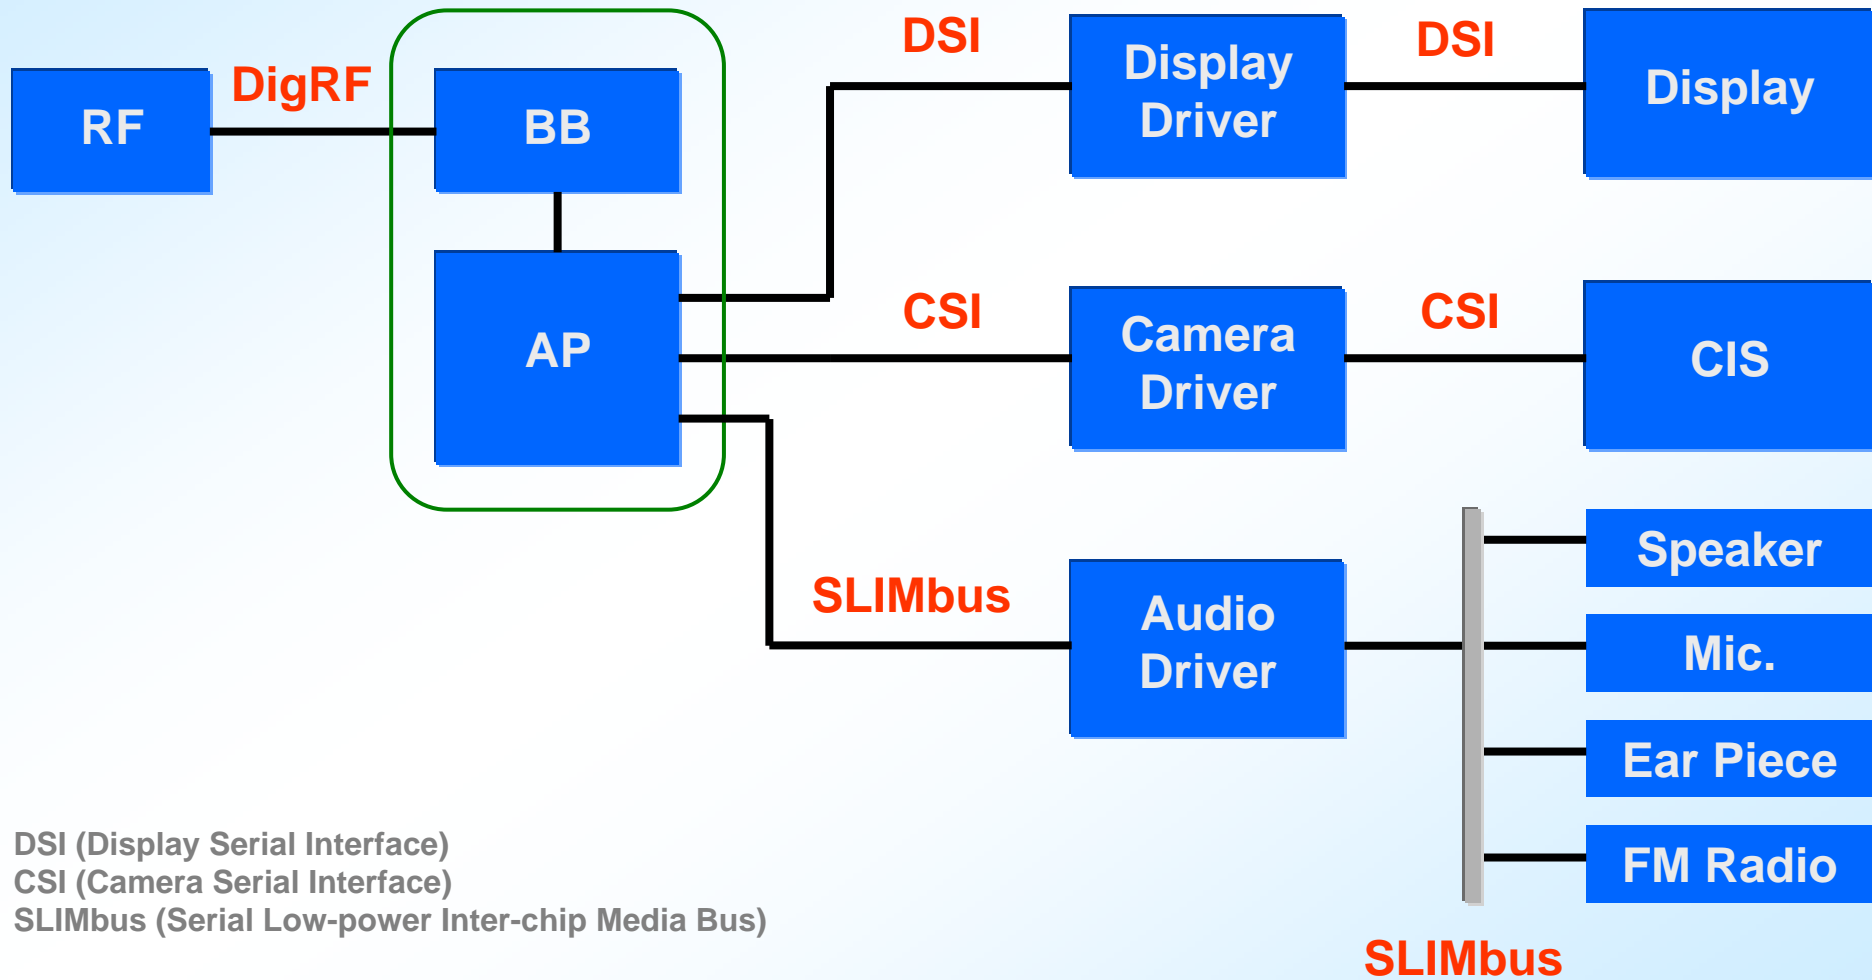 RF
DigRF
BB
AP
DSI
Display
Driver
DSI
Display
CSI
Camera
Driver
CSI
CIS
SLIMbus
Audio
Driver
Speaker
Mic.
Ear Piece
FM Radio
SLIMbus
DSI (Display Serial Interface)
CSI (Camera Serial Interface)
SLIMbus (Serial Low-power Inter-chip Media Bus)